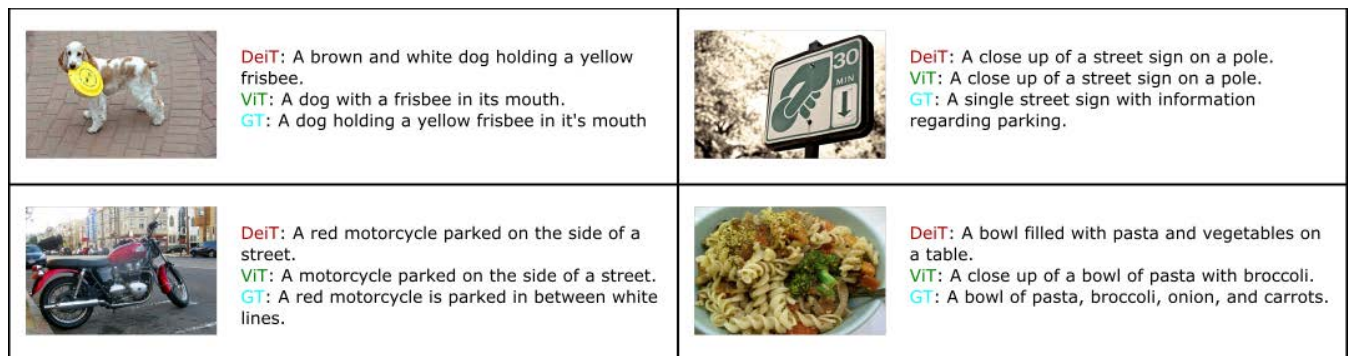 DeiT: A brown and white dog holding a yellow
frisbee.
ViT: A dog with a frisbee in its mouth.
GT: A dog holding a yellow frisbee in it's mouth
30
MIN
DeiT: A close up of a street sign on a pole.
ViT: A close up of a street sign on a pole.
GT: A single street sign with information
regarding parking.
DeiT: A red motorcycle parked on the side of a
street.
ViT: A motorcycle parked on the side of a street.
GT: A red motorcycle is parked in between white
lines.
DeiT: A bowl filled with pasta and vegetables on
a table.
ViT: A close up of a bowl of pasta with broccoli.
GT: A bowl of pasta, broccoli, onion, and carrots.